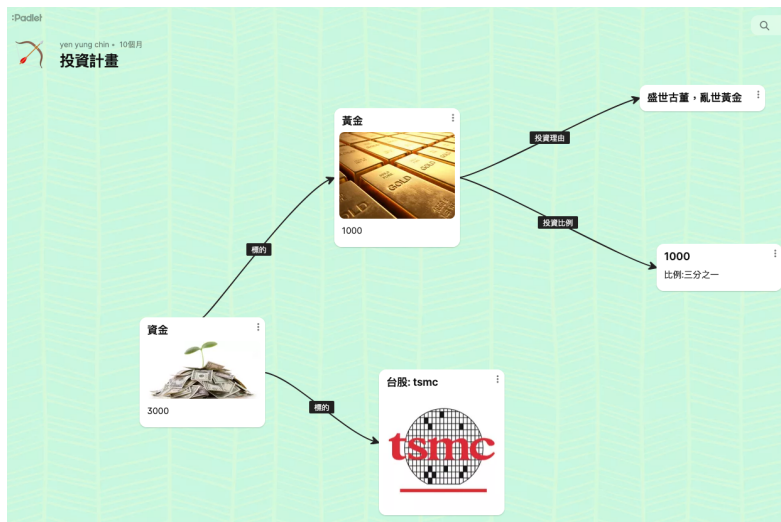 :Padlet
yen yung chin • 10個月
投資計畫
盛世古董，亂世黃金
黃金
投資理由
GOLD
1000
投資比例
標的
1000
比例:三分之一
資金
3000
標的
台股: tsmc
tsmc